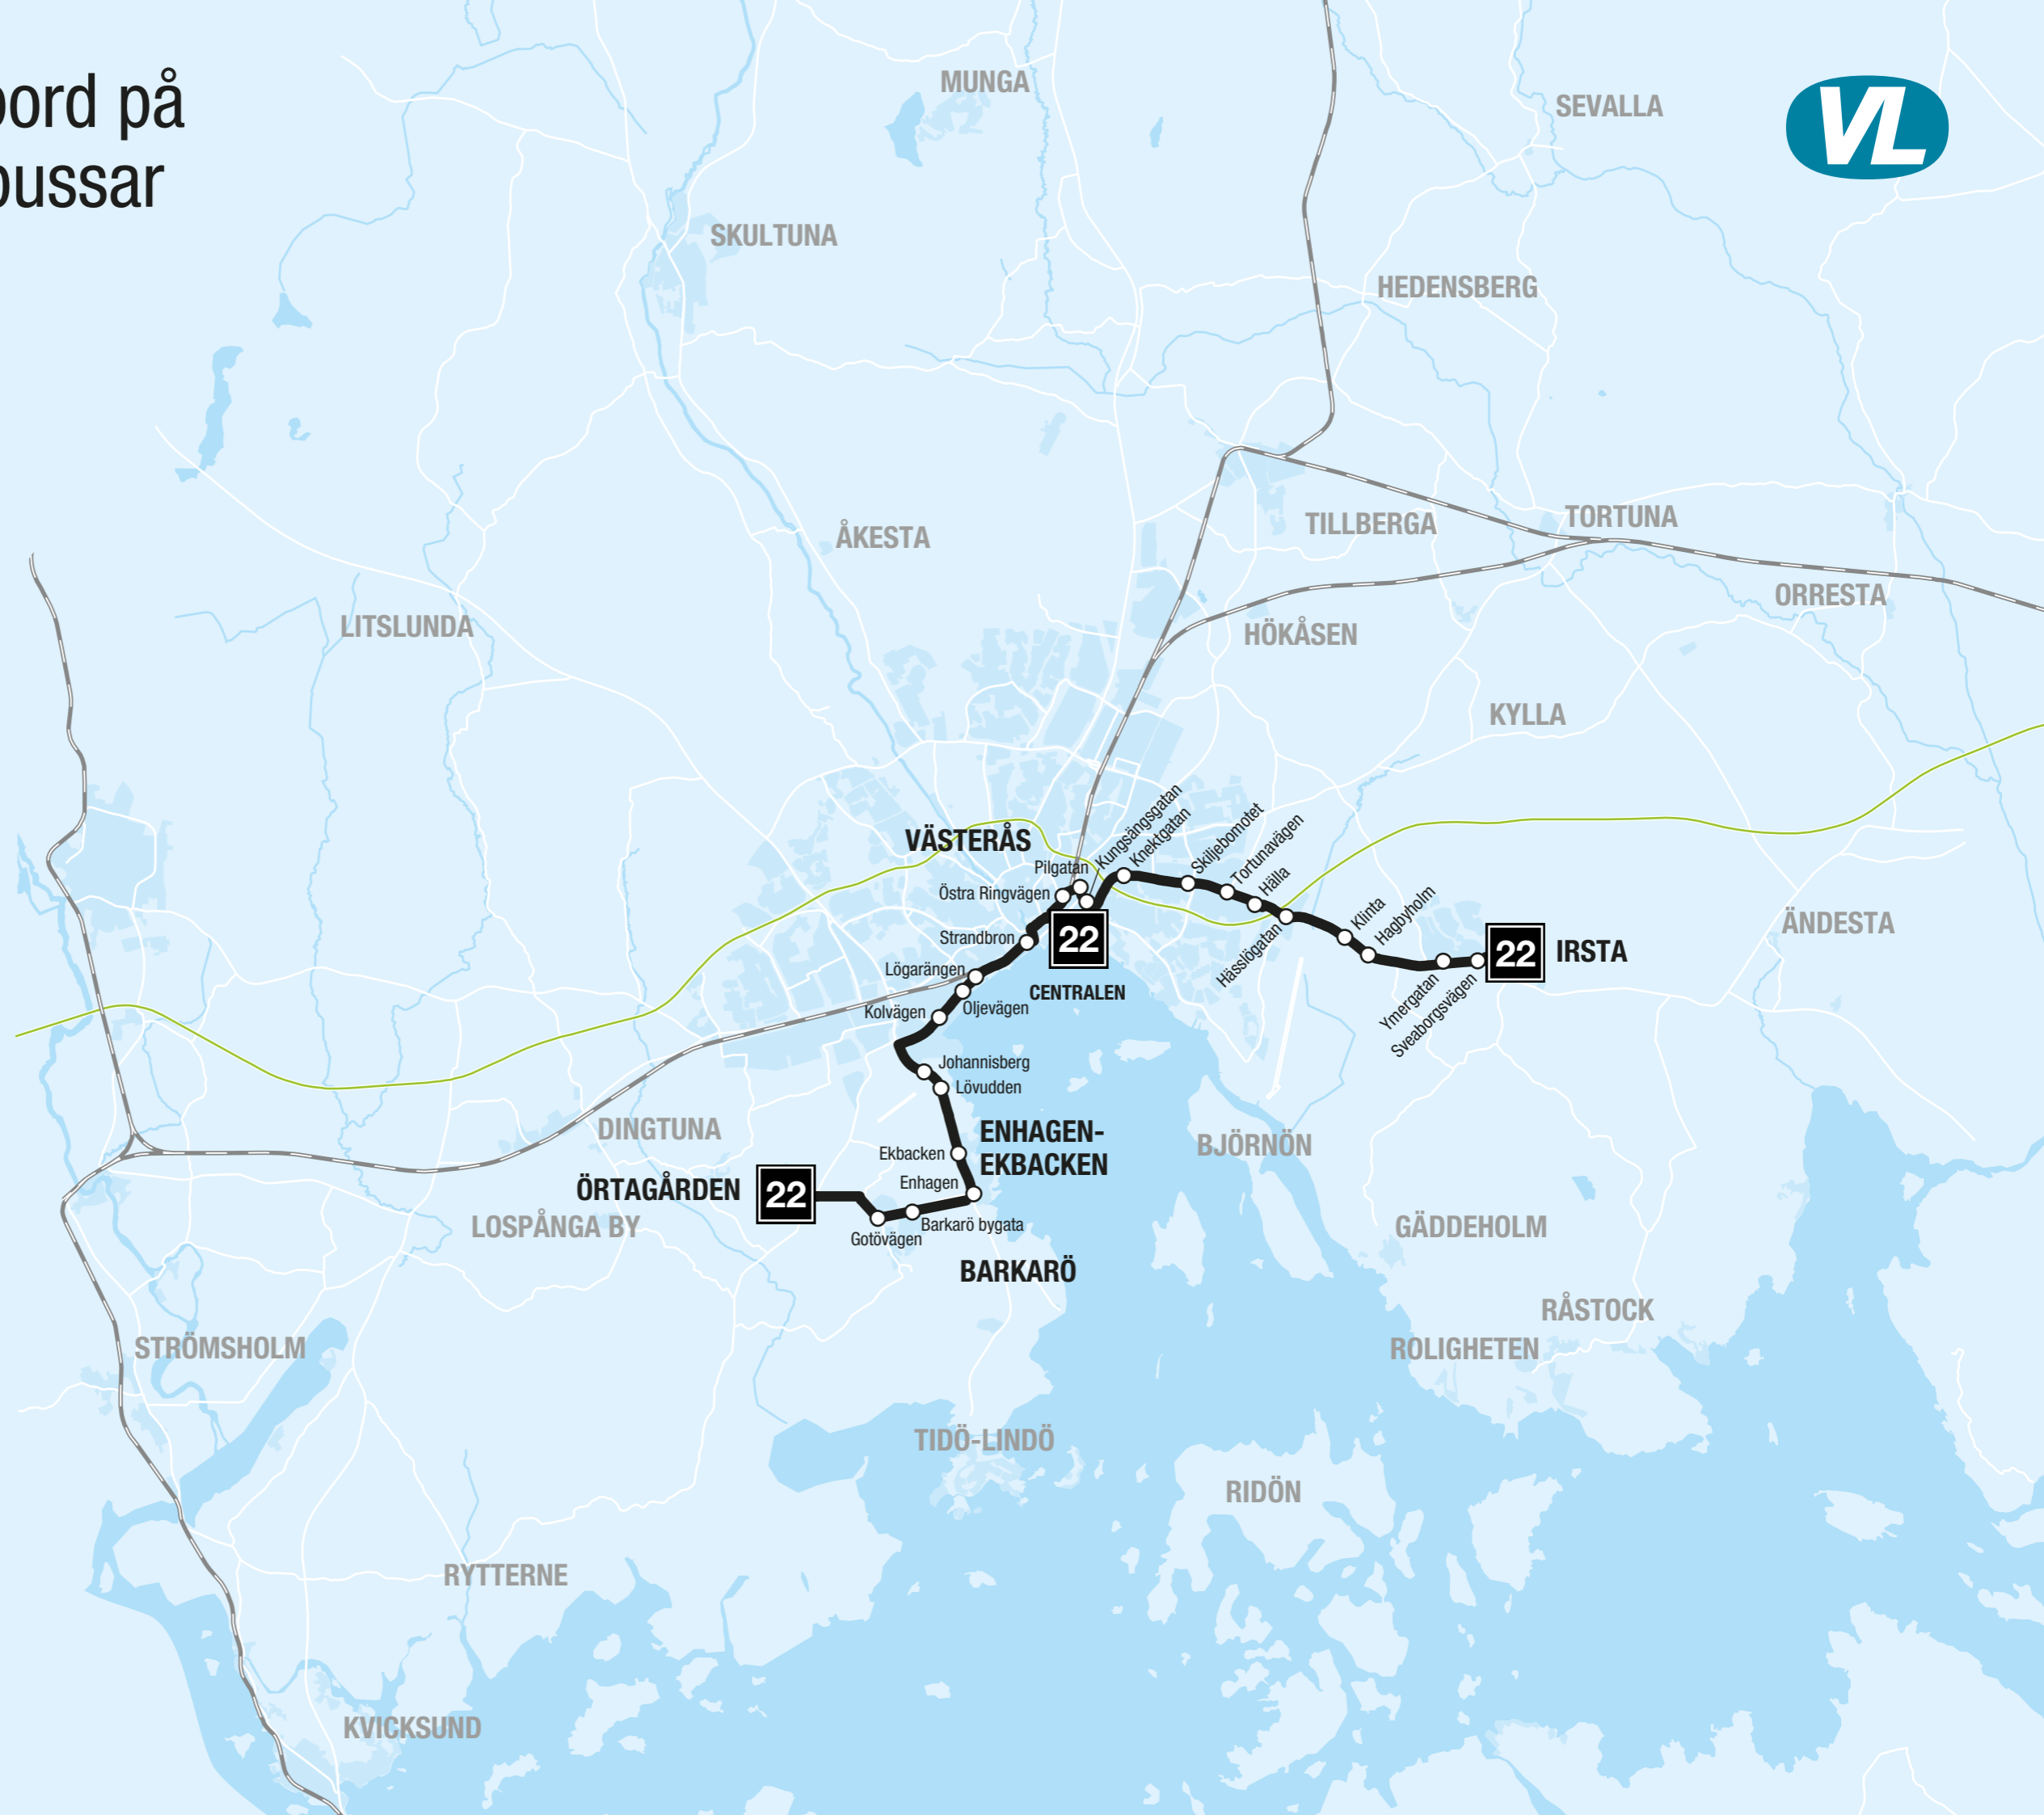 bord på
bussar
VL
MUNGA
SEVALLA
SKULTUNA
HEDENSBERG
TILLBERGA
TORTUNA
ÅKESTA
ORRESTA
LITSLUNDA
HÖKÅSEN
KYLLA
VÄSTERÅS
Kungsängsgatan
Knektgatan
Skiljebomotet
Tortunavägen
Hälla
Pilgatan
Östra Ringvägen
Strandbron
22
CENTRALEN
Hässlögatan
Klinta
Hagbyholm
Ymergatan
Sveaborgsvägen
22
IRSTA
ÄNDESTA
Lögarängen
Oljevägen
Kolvägen
Johannisberg
Lövudden
DINGTUNA
ENHAGEN-
EKBACKEN
BJÖRNÖN
Ekbacken
Enhagen
ÖRTAGÅRDEN
22
LOSPÅNGA BY
Barkarö bygata
Gotövägen
GÄDDEHOLM
BARKARÖ
RÅSTOCK
STRÖMSHOLM
ROLIGHETEN
TIDÖ-LINDÖ
RIDÖN
RYTTERNE
KVICKSUND